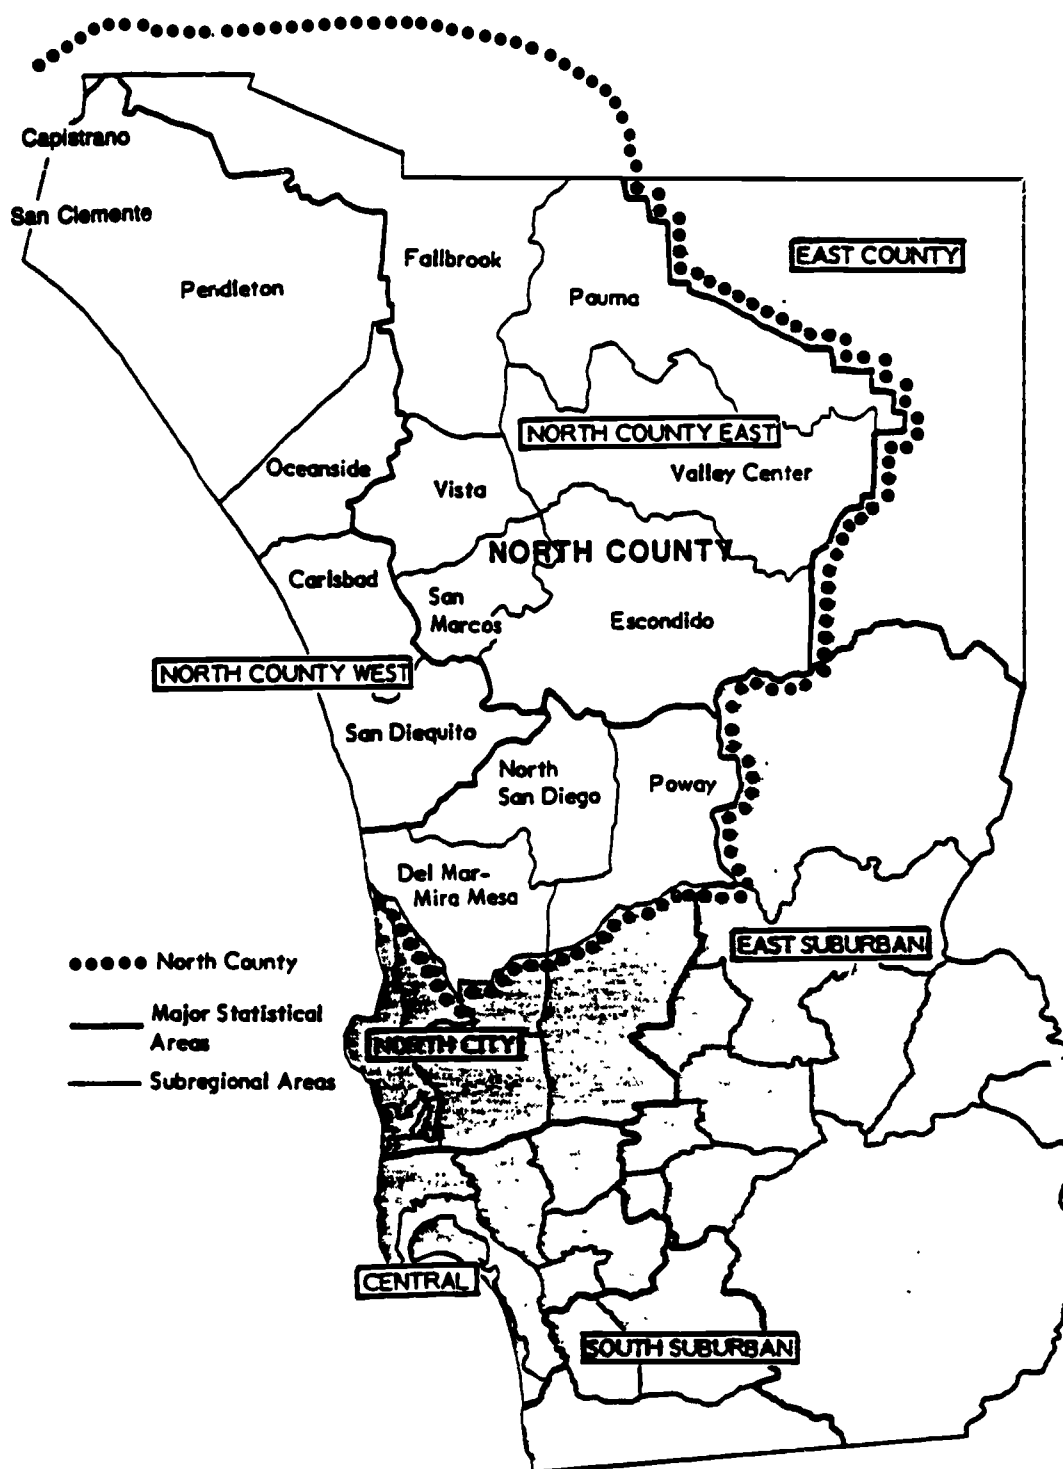 Capistrano
San Clemente
Pendleton
Fallbrook
Pauma
EAST COUNTY
NORTH COUNTY EAST
Oceanside
Vista
Valley Center
NORTH COUNTY
Carlsbad
San
Marcos
Escondido
NORTH COUNTY WEST
San Diequito
North
San Diego
Poway
Del Mar-
Mira Mesa
EAST SUBURBAN
North County
Major Statistical
Areas
NORTH CITY
Subregional Areas
CENTRAL
SOUTH SUBURBAN